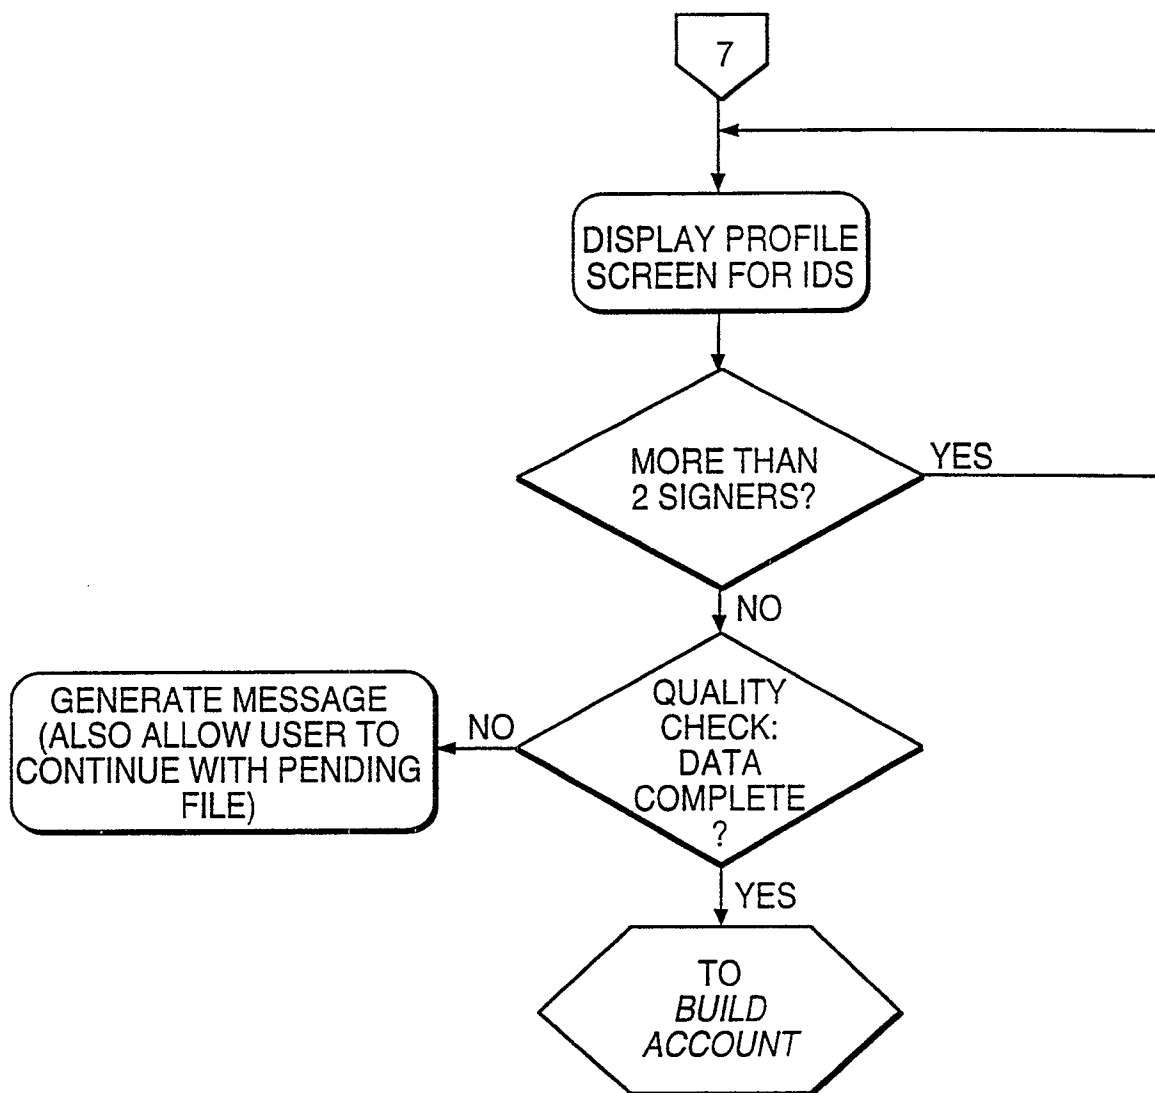 7
DISPLAY PROFILE
SCREEN FOR IDS
MORE THAN
2 SIGNERS?
YES
NO
QUALITY
CHECK:
DATA
COMPLETE
?
NO
GENERATE MESSAGE
(ALSO ALLOW USER TO
CONTINUE WITH PENDING
FILE)
YES
TO
BUILD
ACCOUNT